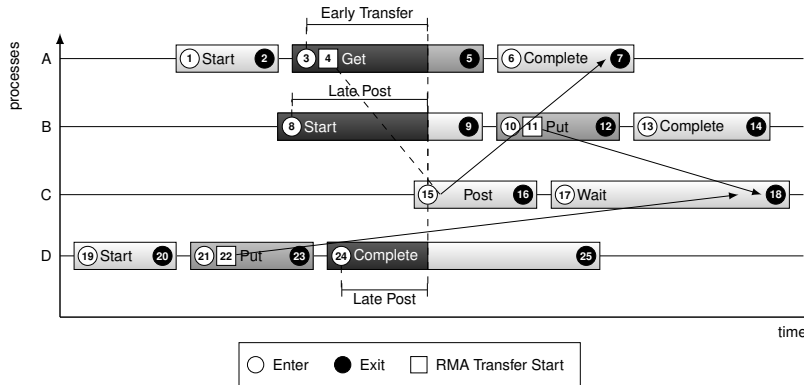 Early Transfer
processes
A 1 Start 2 3 4 Get 5 6 Complete 7
Late Post
B 8 Start 9 10 11 Put 12 13 Complete 14
C 15 Post 16 17 Wait 18
D 19 Start 20 21 22 Put 23 24 Complete 25
Late Post
time
Enter Exit RMA Transfer Start